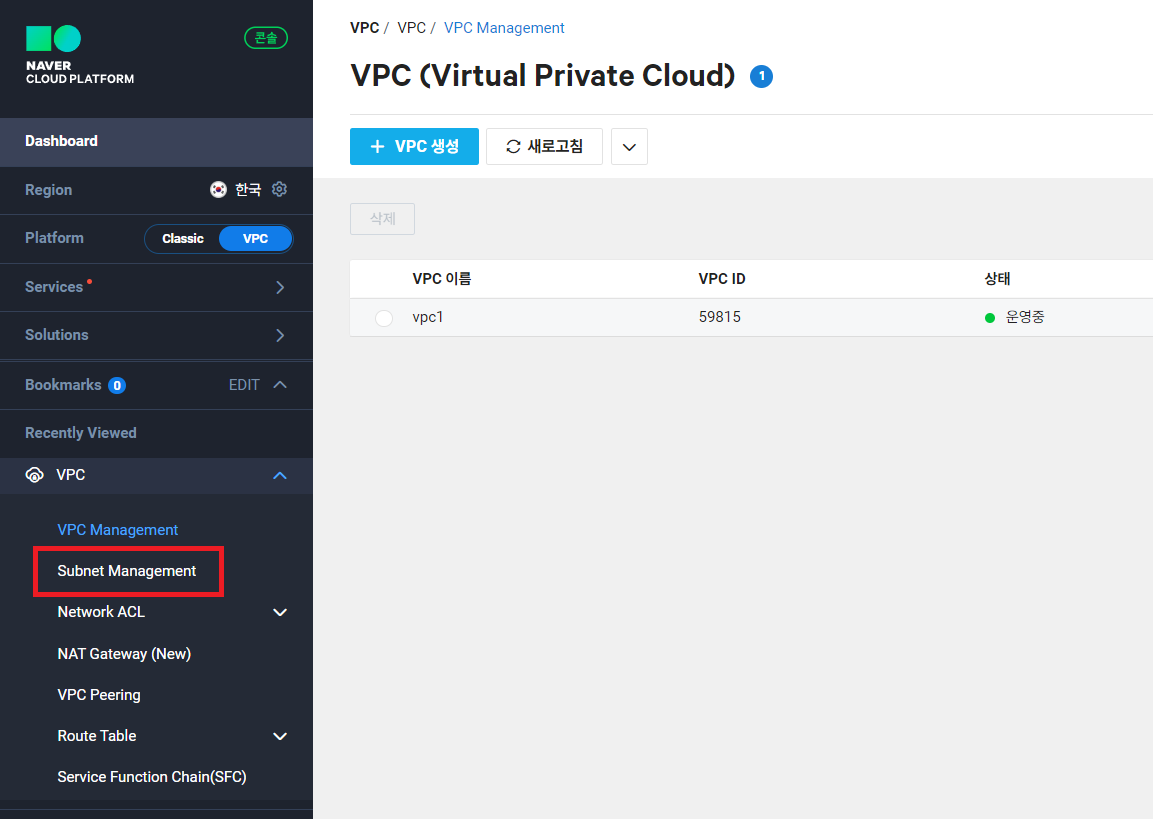 NAVER
CLOUD PLATFORM
콘솔
Dashboard
Region 한국
Platform Classic VPC
Services
Solutions
Bookmarks 0 EDIT
Recently Viewed
VPC
VPC Management
Subnet Management
Network ACL
NAT Gateway (New)
VPC Peering
Route Table
Service Function Chain(SFC)
VPC / VPC / VPC Management
VPC (Virtual Private Cloud) 1
+ VPC 생성 새로고침
삭제
VPC 이름 VPC ID 상태
vpc1 59815 운영중